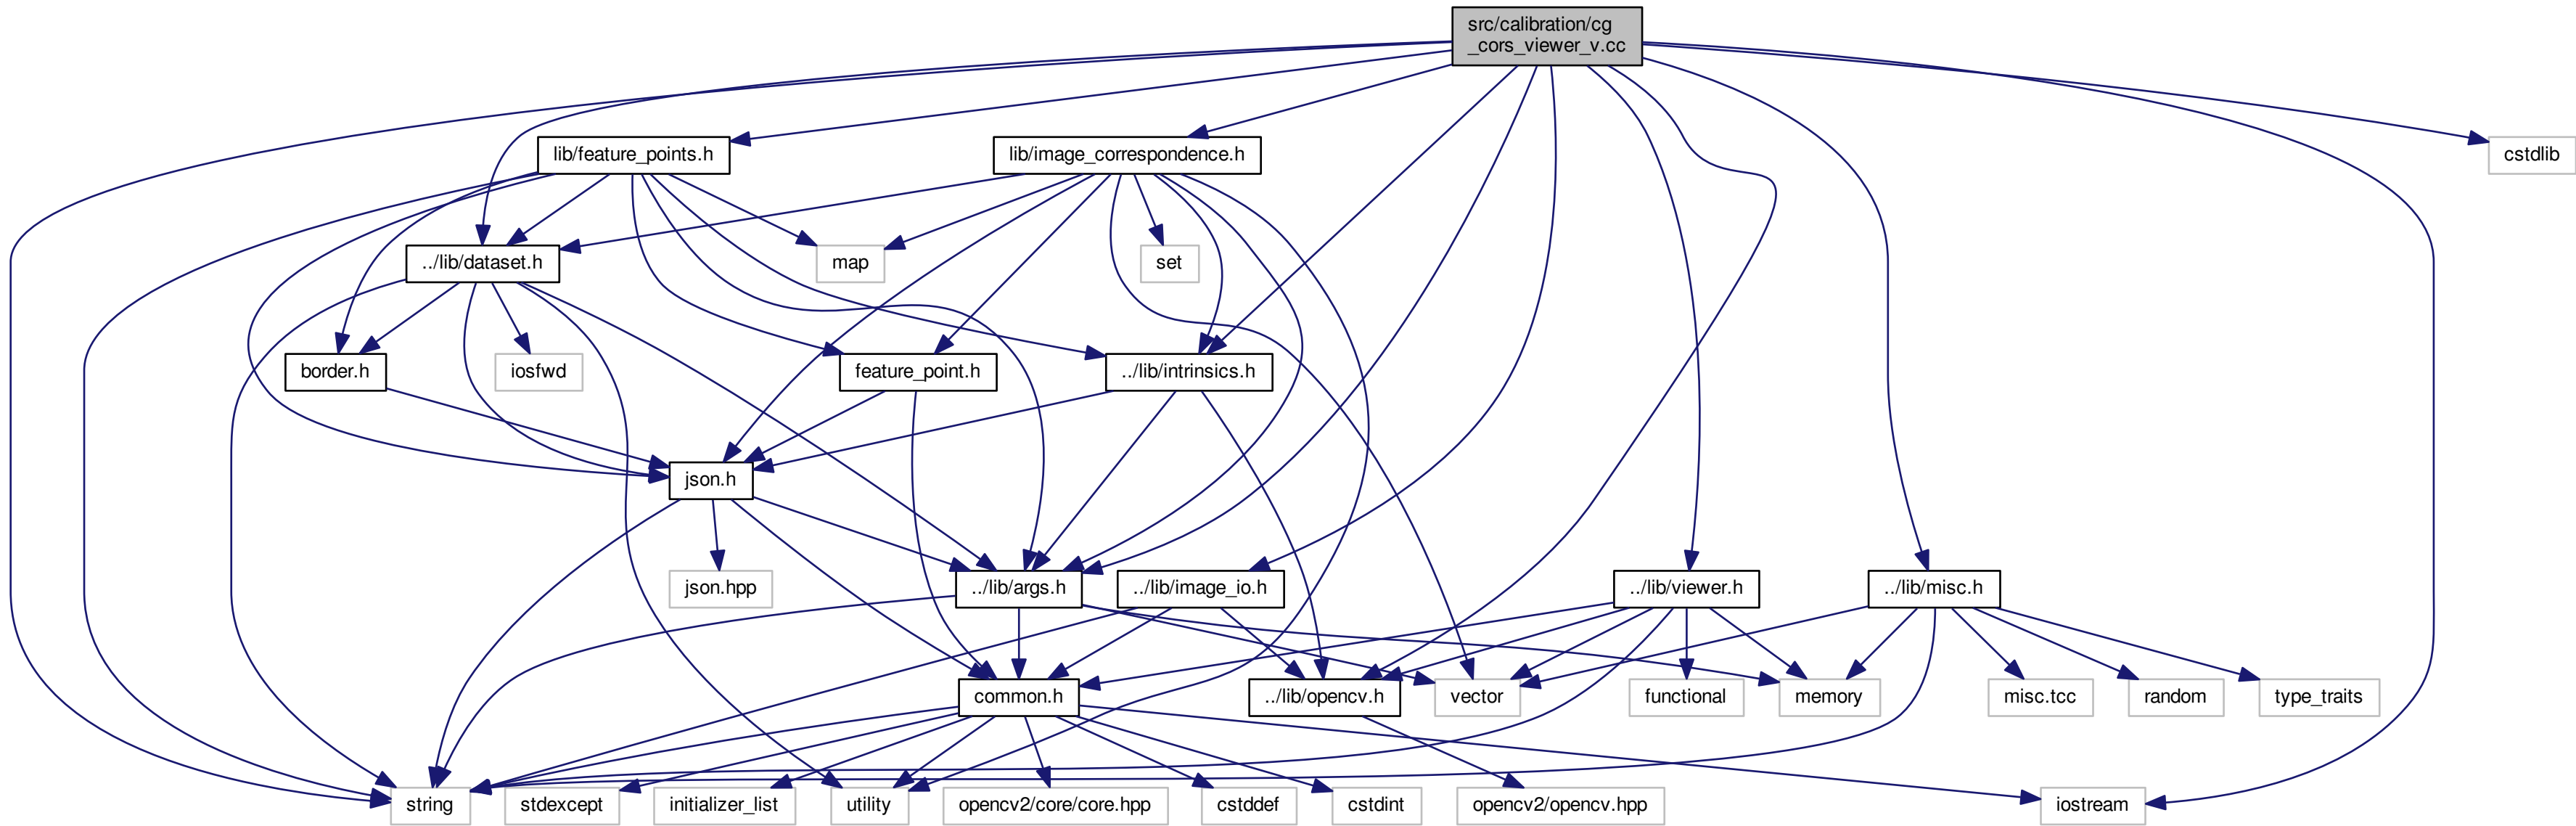 src/calibration/cg
_cors_viewer_v.cc
lib/feature_points.h
lib/image_correspondence.h
cstdlib
../lib/dataset.h
map
set
border.h
iosfwd
feature_point.h
../lib/intrinsics.h
json.h
json.hpp
../lib/args.h
../lib/image_io.h
../lib/viewer.h
../lib/misc.h
common.h
../lib/opencv.h
vector
functional
memory
misc.tcc
random
type_traits
string
stdexcept
initializer_list
utility
opencv2/core/core.hpp
cstddef
cstdint
opencv2/opencv.hpp
iostream